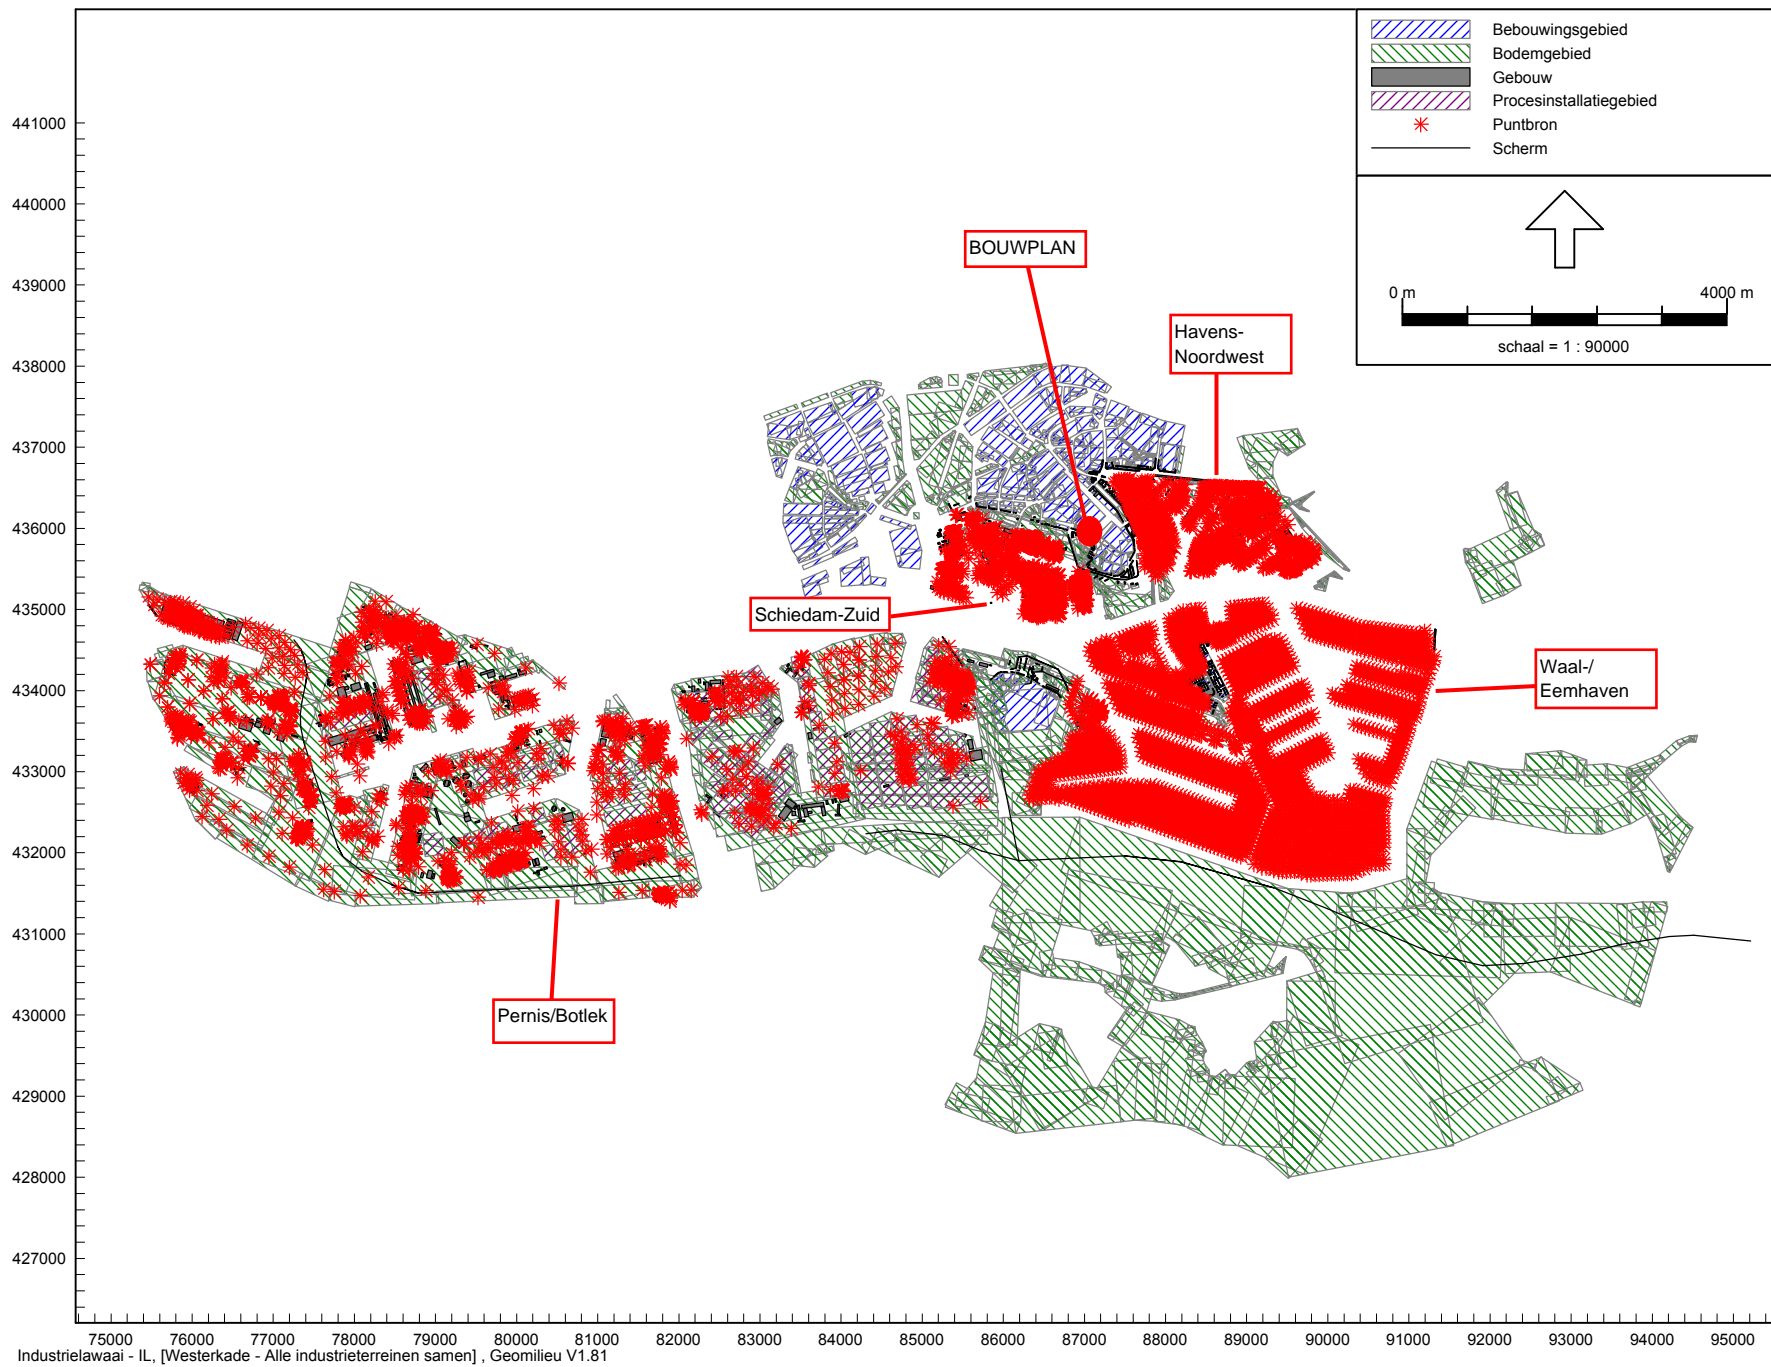 Bebouwingsgebied
Bodemgebied
Gebouw
Procesinstallatiegebied
Puntbron
Scherm
0 m 4000 m
schaal = 1 : 90000
441000
440000
439000
438000
437000
436000
435000
434000
433000
432000
431000
430000
429000
428000
427000
BOUWPLAN
Havens-
Noordwest
Schiedam-Zuid
Waal-/
Eemhaven
Pernis/Botlek
75000 76000 77000 78000 79000 80000 81000 82000 83000 84000 85000 86000 87000 88000 89000 90000 91000 92000 93000 94000 95000
Industrielawaai - IL, [Westerkade - Alle industrieterreinen samen] , Geomilieu V1.81